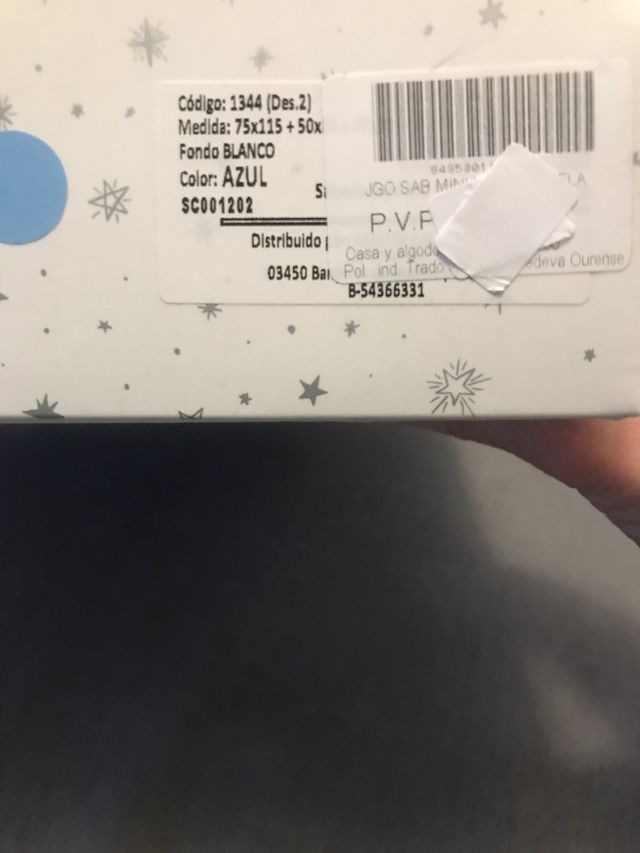 Código: 1344 (Des.2)
Medida: 75x115 + 50x
Fondo BLANCO
Color: AZUL
SC001202
Distribuido
03450
B-54366331
JGO SAB
P.V.P
Casa y
Pol. ind. Trado
Ourense